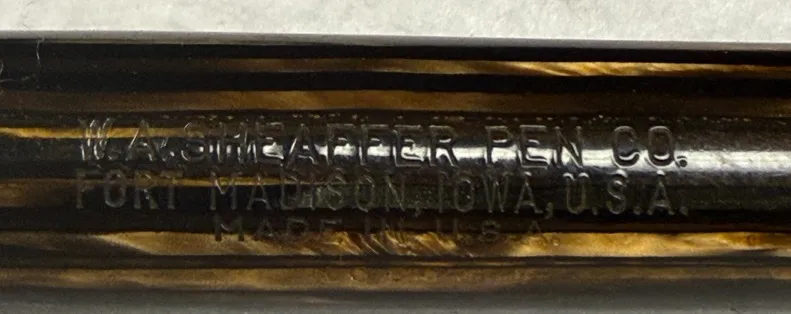 W.A.SHEAFFER PEN CO.
FORT MADISON, IOWA, U.S.A.
MADE IN U.S.A.